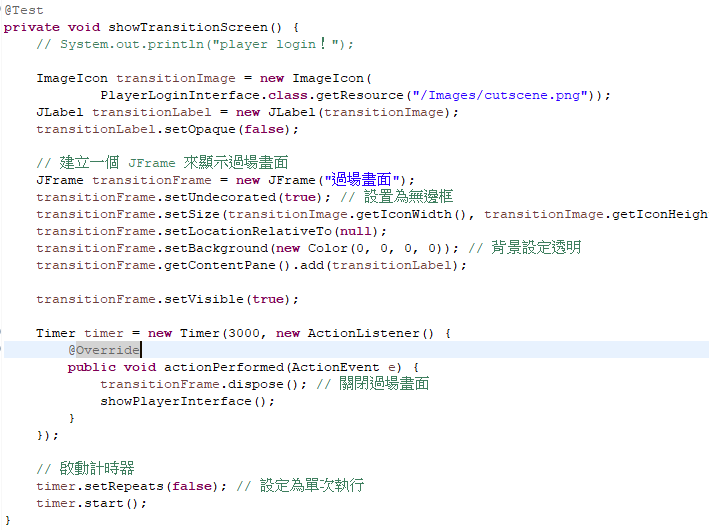 @Test
private void showTransitionScreen() {
    // System.out.println("player login！");

    ImageIcon transitionImage = new ImageIcon(
            PlayerLoginInterface.class.getResource("/Images/cutscene.png"));
    JLabel transitionLabel = new JLabel(transitionImage);
    transitionLabel.setOpaque(false);

    // 建立一個 JFrame 來顯示過場畫面
    JFrame transitionFrame = new JFrame("過場畫面");
    transitionFrame.setUndecorated(true); // 設置為無邊框
    transitionFrame.setSize(transitionImage.getIconWidth(), transitionImage.getIconHeigh
    transitionFrame.setLocationRelativeTo(null);
    transitionFrame.setBackground(new Color(0, 0, 0, 0)); // 背景設定透明
    transitionFrame.getContentPane().add(transitionLabel);

    transitionFrame.setVisible(true);

    Timer timer = new Timer(3000, new ActionListener() {
        @Override
        public void actionPerformed(ActionEvent e) {
            transitionFrame.dispose(); // 關閉過場畫面
            showPlayerInterface();
        }
    });

    // 啟動計時器
    timer.setRepeats(false); // 設定為單次執行
    timer.start();
}